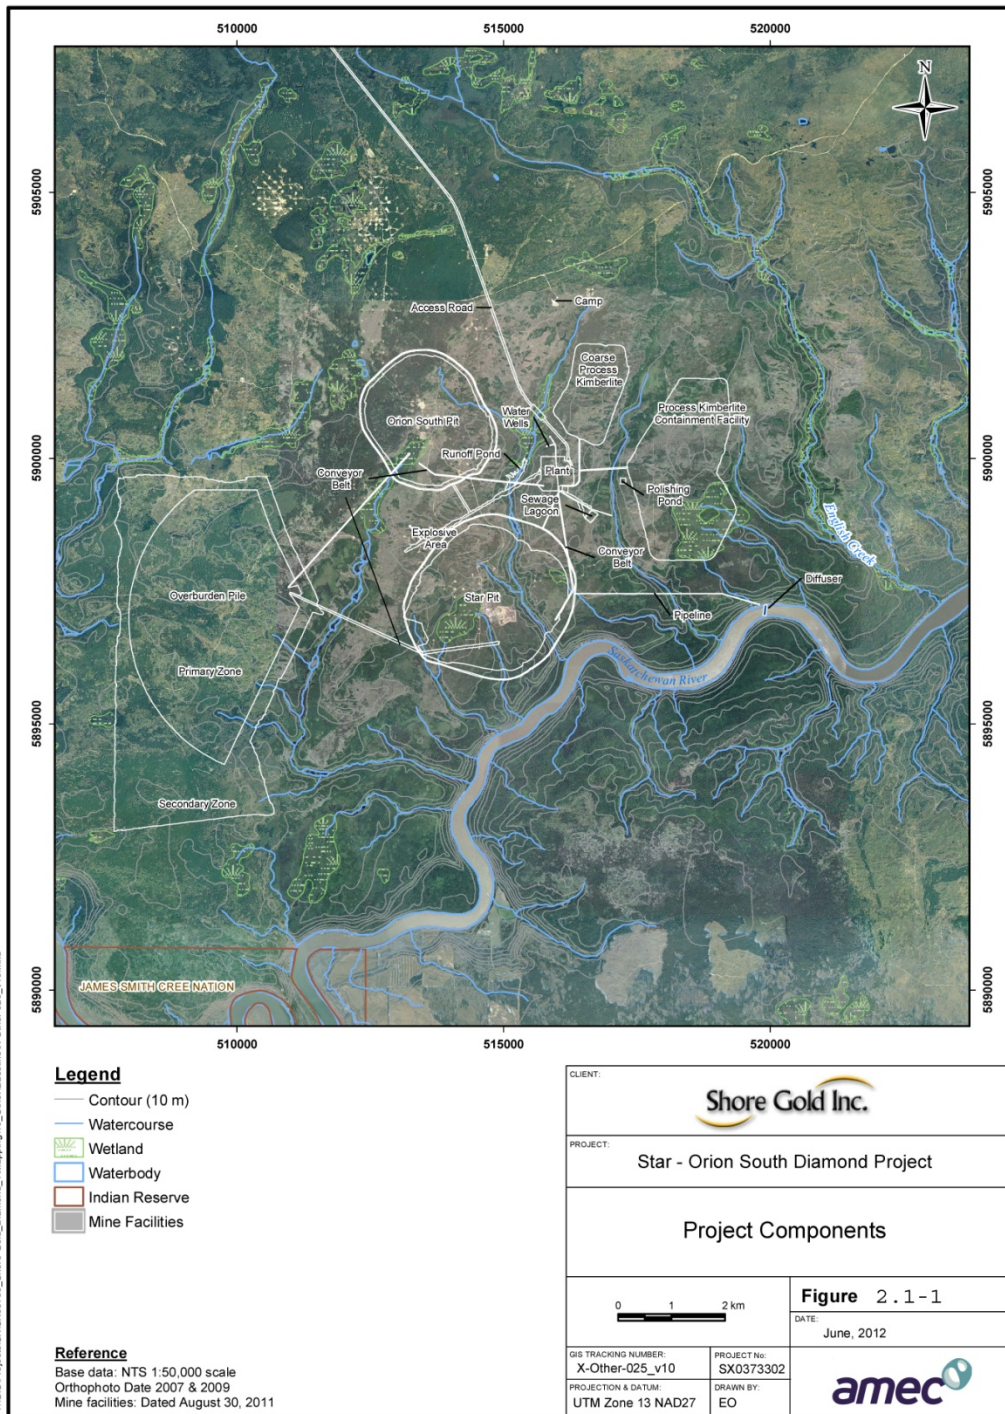 510000
515000
520000
N
5905000
5905000
Access Road
Camp
Coarse
Process
Kimberlite
Water
Wells
Process Kimberlite
Containment Facility
Orion South Pit
Runoff Pond
5900000
5900000
Conveyor
Belt
Plant
Polishing
Pond
Sewage
Lagoon
English Creek
Explosive
Area
Conveyor
Belt
Diffuser
Overburden Pile
Star Pit
Pipeline
Saskatchewan River
Primary Zone
5895000
5895000
Secondary Zone
5890000
5890000
JAMES SMITH CREE NATION
510000
515000
520000
Legend
Contour (10 m)
Watercourse
Wetland
Waterbody
Indian Reserve
Mine Facilities
Reference
Base data: NTS 1:50,000 scale
Orthophoto Date 2007 & 2009
Mine facilities: Dated August 30, 2011
CLIENT:
Shore Gold Inc.
PROJECT:
Star - Orion South Diamond Project
Project Components
0 1 2 km
Figure 2.1-1
DATE:
June, 2012
GIS TRACKING NUMBER:
X-Other-025_v10
PROJECT No:
SX0373302
PROJECTION & DATUM:
UTM Zone 13 NAD27
DRAWN BY:
EO
amec